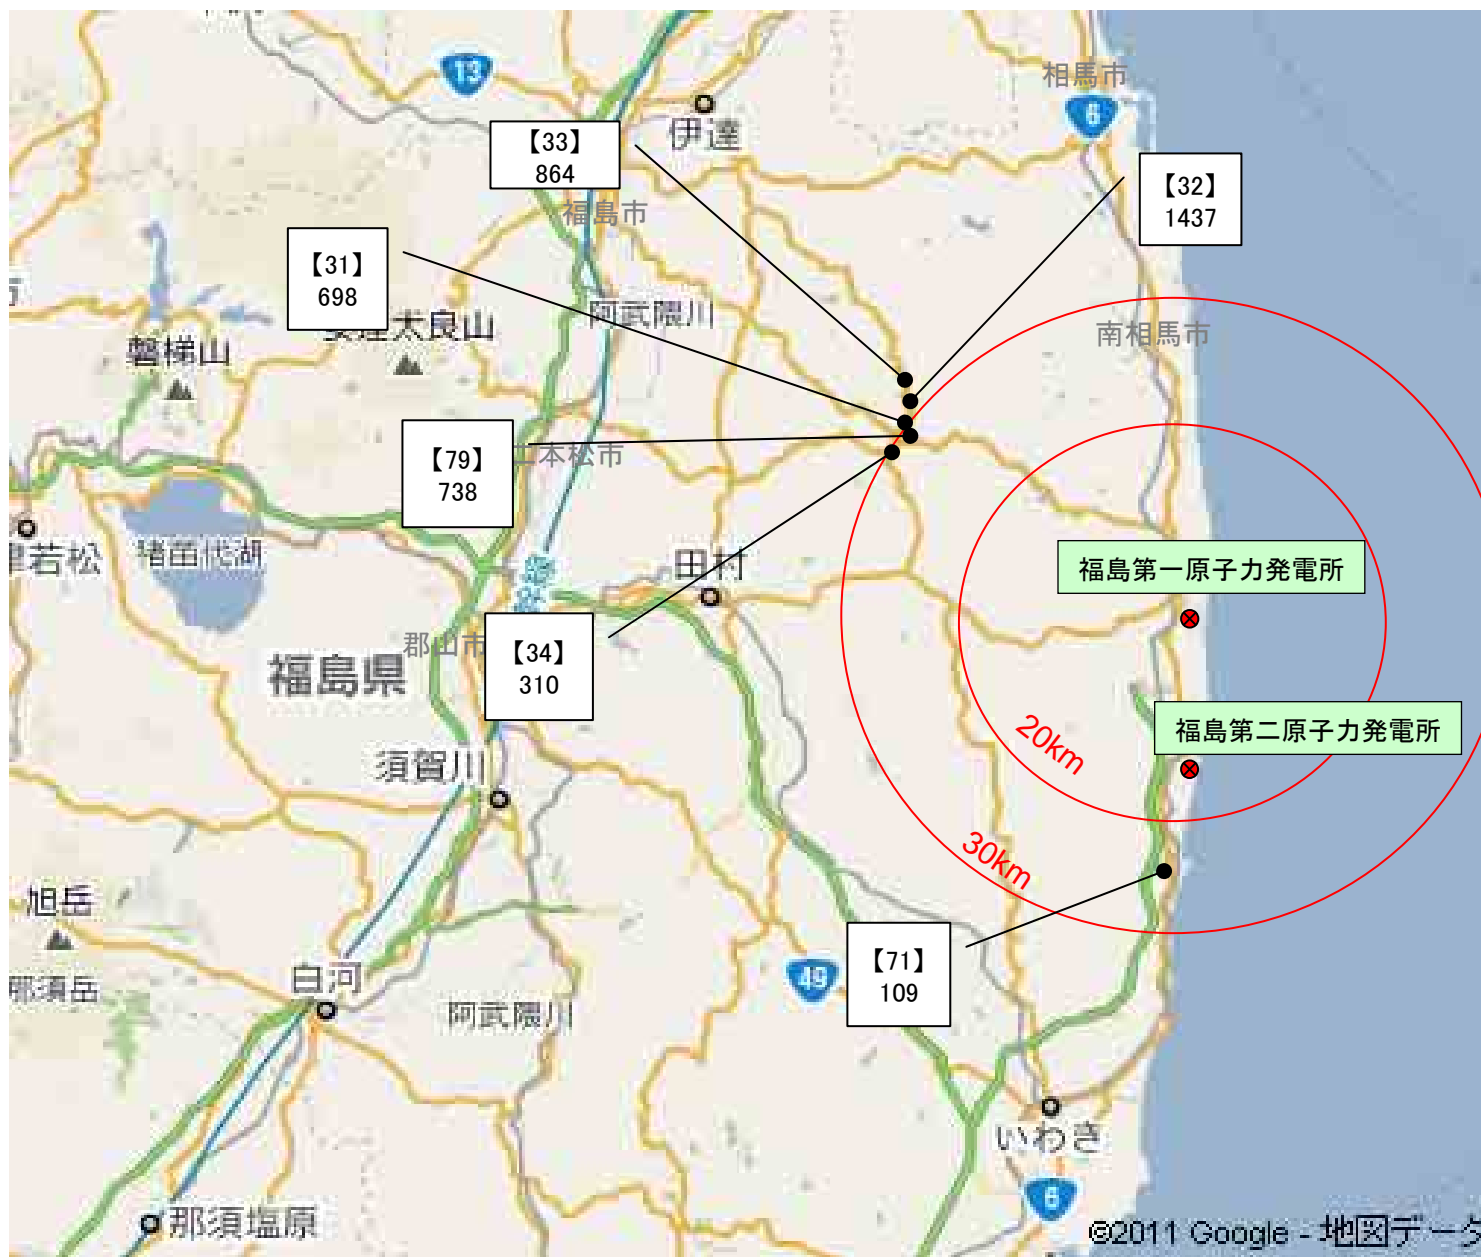 13
相馬市
6
伊達
【33】
864
【32】
1437
福島市
【31】
698
阿武隈川
安達太良山
南相馬市
磐梯山
【79】
738
二本松市
猪苗代湖
田村
福島第一原子力発電所
郡山市
福島県
【34】
310
20km
福島第二原子力発電所
須賀川
30km
旭岳
【71】
109
白河
49
那須岳
阿武隈川
いわき
6
那須塩原
©2011 Google - 地図データ